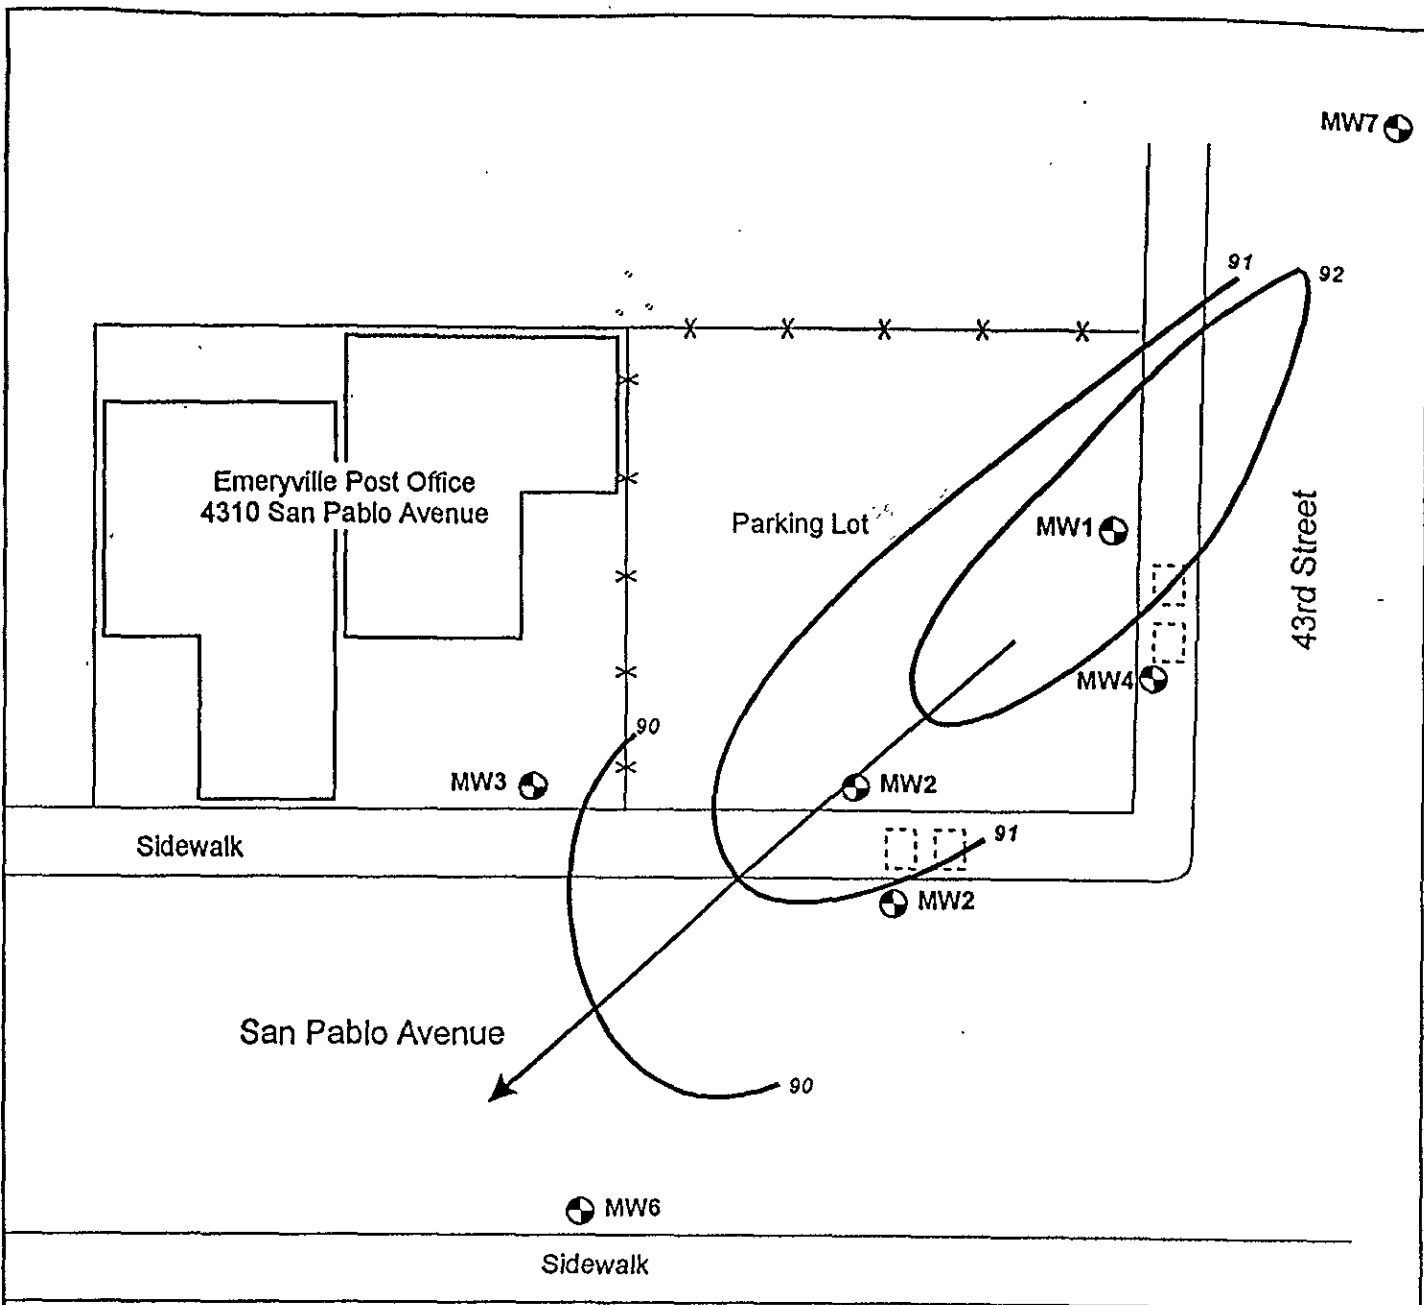 MW7
91
92
Emeryville Post Office
4310 San Pablo Avenue
Parking Lot
MW1
43rd Street
MW4
90
MW3
MW2
91
Sidewalk
MW2
San Pablo Avenue
90
MW6
Sidewalk